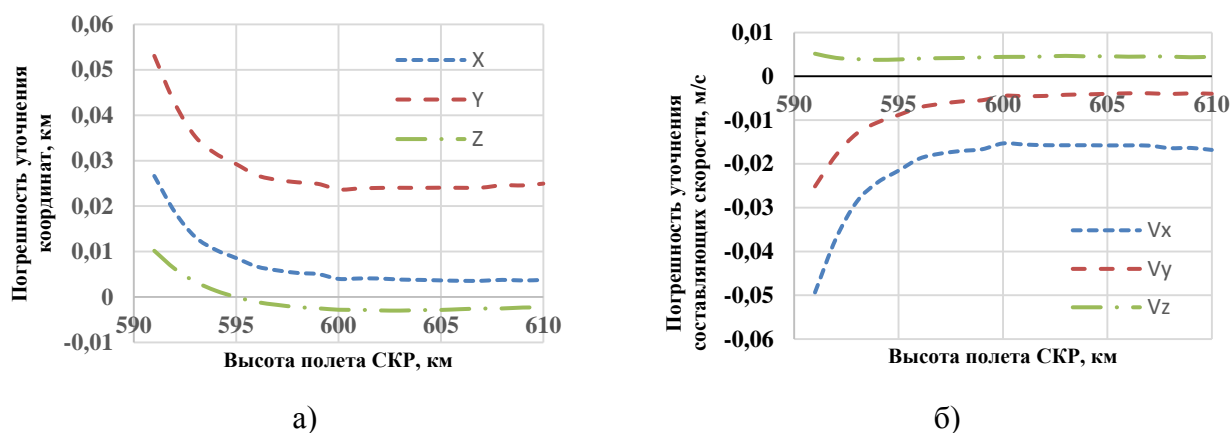 0,06
0,05
0,04
0,03
0,02
0,01
0
-0,01
590
595
600
605
610
X
Y
Z
Погрешность уточнения
координат, км
Высота полета СКР, км
а)
0,01
0
-0,01
-0,02
-0,03
-0,04
-0,05
-0,06
590
595
600
605
610
Vx
Vy
Vz
Погрешность уточнения
составляющих скорости, м/с
Высота полета СКР, км
б)